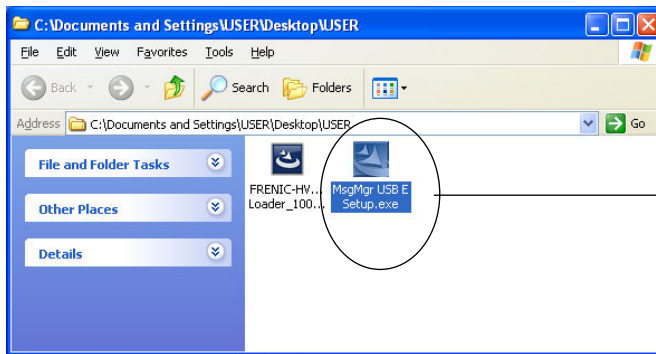 C:\Documents and Settings\USER\Desktop\USER
File Edit View Favorites Tools Help
Back Search Folders
Address C:\Documents and Settings\USER\Desktop\USER Go
File and Folder Tasks
Other Places
Details
FRENIC-HV...
Loader_100...
MsgMgr USB E
Setup.exe